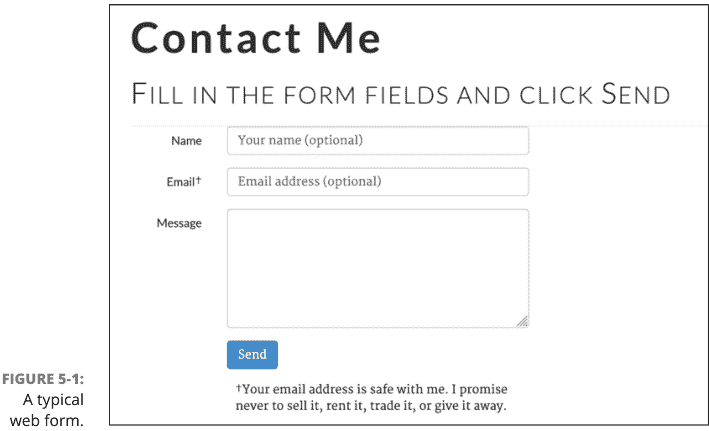 Contact Me
Fill in the form fields and click Send
Name
Your name (optional)
Email†
Email address (optional)
Message
Send
†Your email address is safe with me. I promise
never to sell it, rent it, trade it, or give it away.
FIGURE 5-1:
A typical
web form.